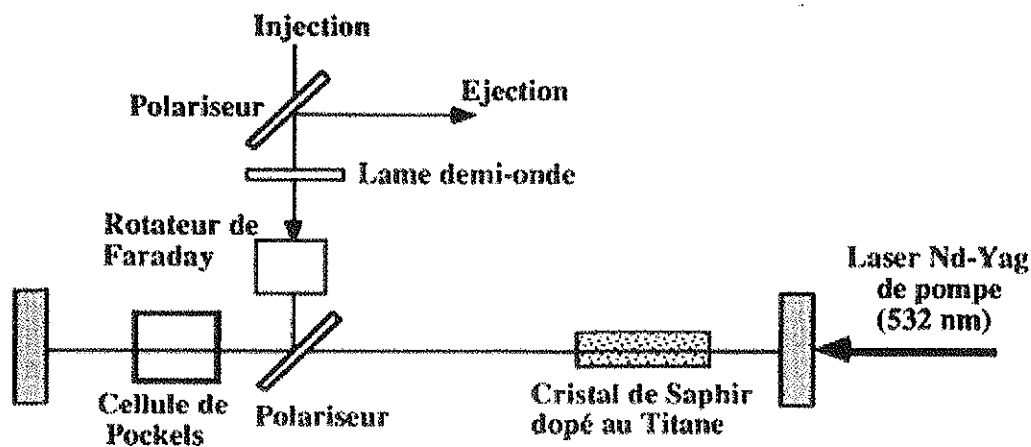 Injection
Polariseur
Ejection
Lame demi-onde
Rotateur de
Faraday
Laser Nd-Yag
de pompe
(532 nm)
Cellule de
Pockels
Polariseur
Cristal de Saphir
dopé au Titane